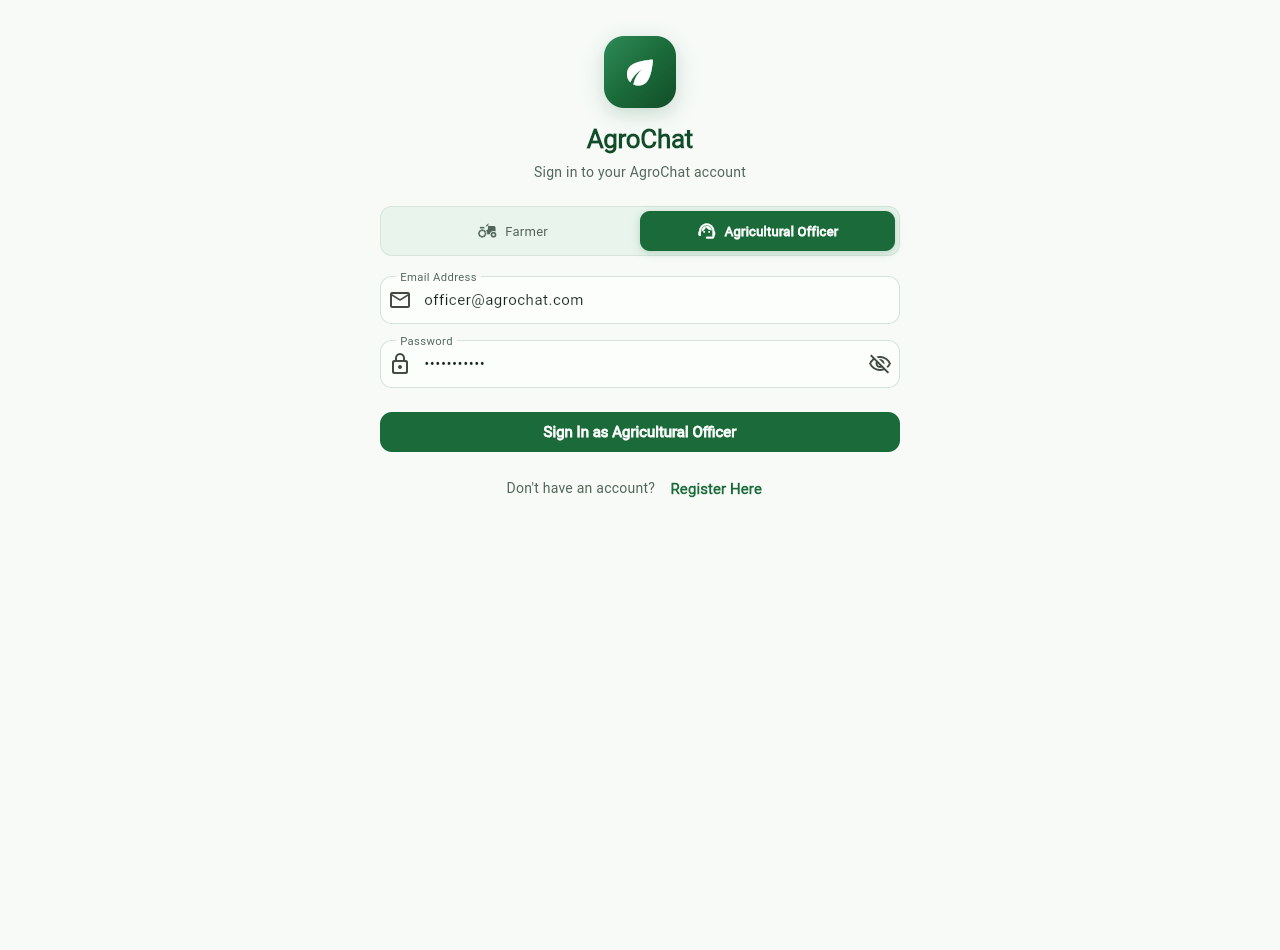 AgroChat
Sign in to your AgroChat account
Farmer
Agricultural Officer
Email Address
officer@agrochat.com
Password
•••••••••••
Sign In as Agricultural Officer
Don't have an account? Register Here